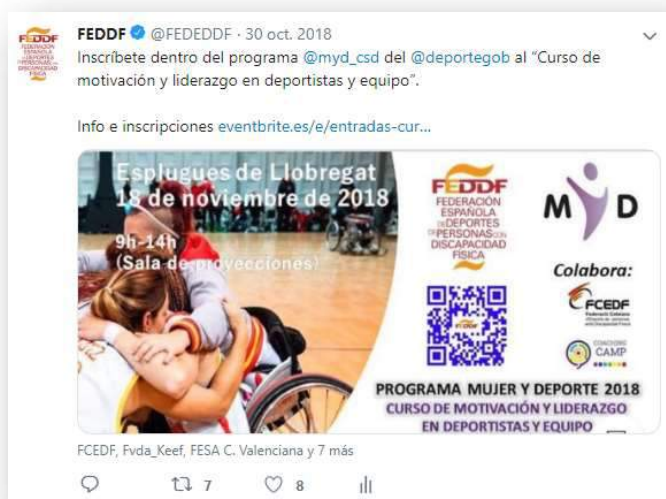 FEDDF @FEDEDDF · 30 oct. 2018
Inscríbete dentro del programa @myd_csd del @deportegob al "Curso de
motivación y liderazgo en deportistas y equipo".
Info e inscripciones eventbrite.es/e/entradas-cur...
Esplugues de Llobregat
18 de noviembre de 2018
9h-14h
(Sala de proyecciones)
FEDDF
FEDERACIÓN
ESPAÑOLA
DE DEPORTES
DE PERSONAS CON
DISCAPACIDAD
FÍSICA
M D
Colabora:
FCEDF
COACHING
CAMP
PROGRAMA MUJER Y DEPORTE 2018
CURSO DE MOTIVACIÓN Y LIDERAZGO
EN DEPORTISTAS Y EQUIPO
FCEDF, Fvda_Keef, FESA C. Valenciana y 7 más
7 8